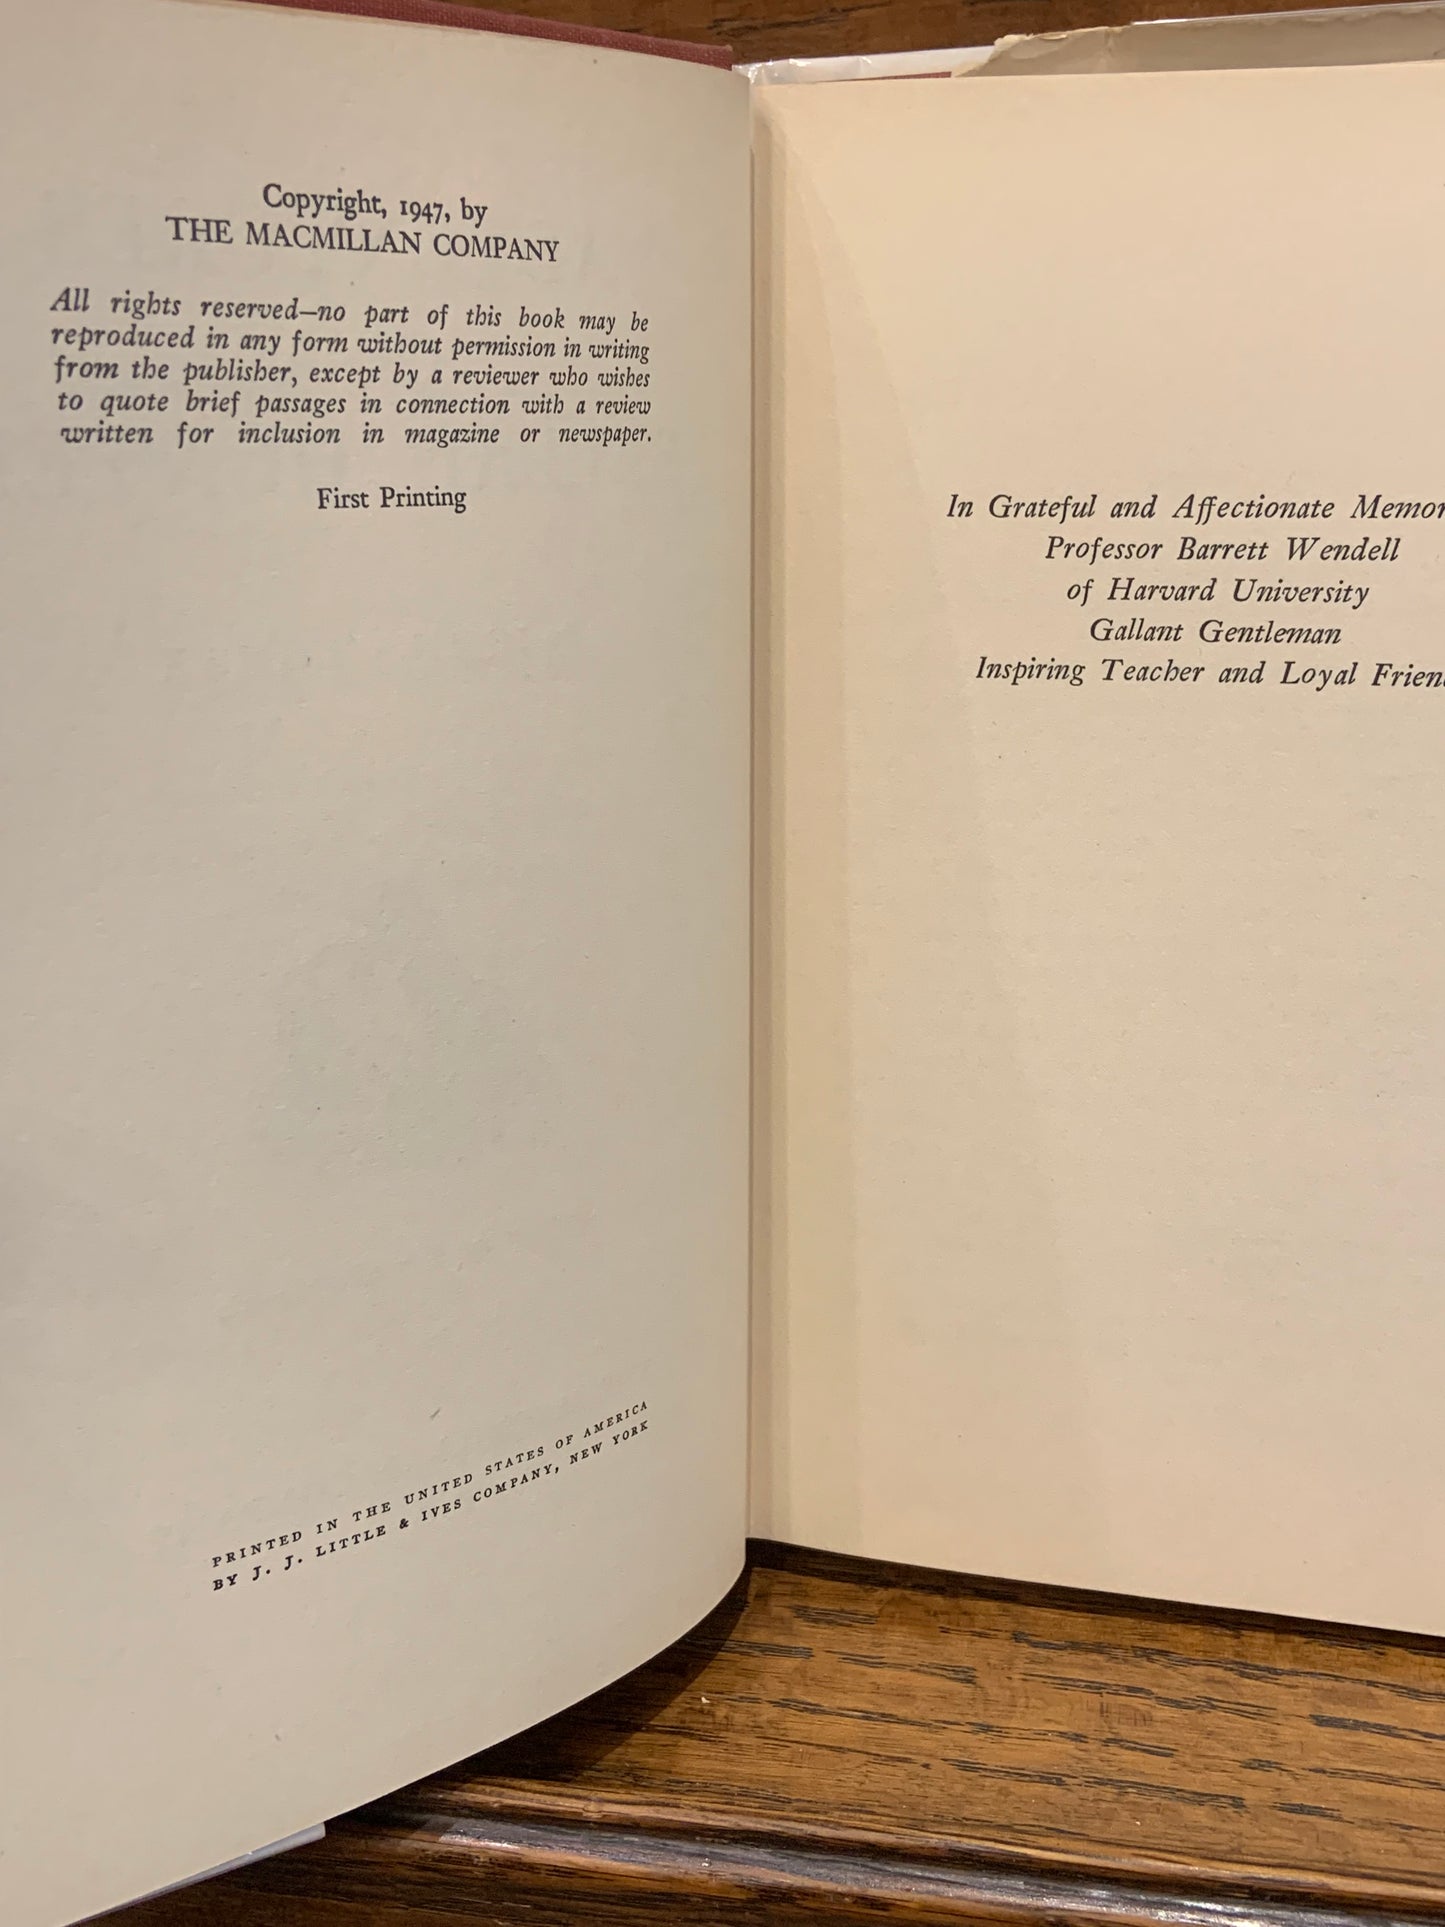 Copyright, 1947, by
THE MACMILLAN COMPANY
All rights reserved—no part of this book may be
reproduced in any form without permission in writing
from the publisher, except by a reviewer who wishes
to quote brief passages in connection with a review
written for inclusion in magazine or newspaper.
First Printing
PRINTED IN THE UNITED STATES OF AMERICA
BY J. J. LITTLE & IVES COMPANY, NEW YORK
In Grateful and Affectionate
Professor Barrett Wendell
of Harvard University
Gallant Gentleman
Inspiring Teacher and Loyal